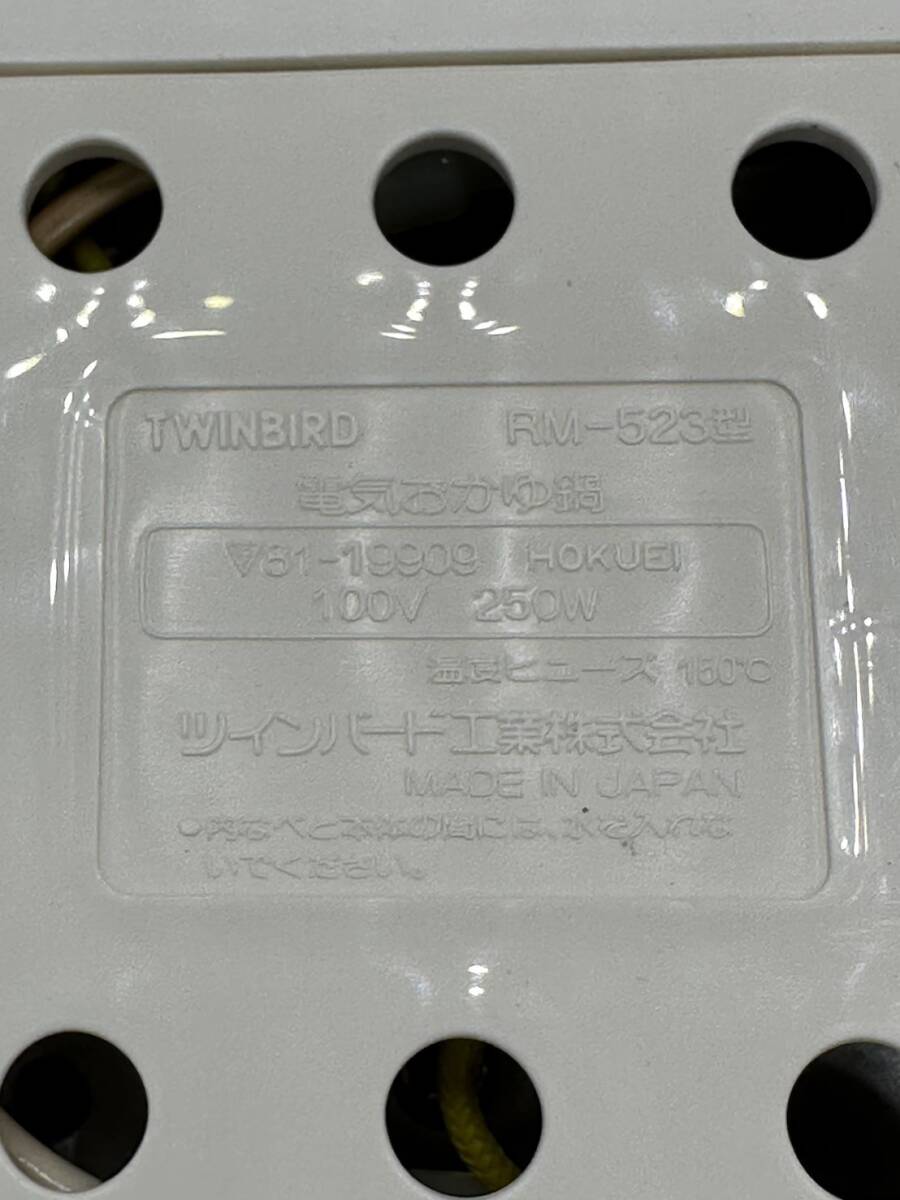 TWINBIRD RM-523型
電気おかゆ鍋
▽81-19909 HOKUEI
100V 250W
温度ヒューズ 150℃
ツインバード工業株式会社
MADE IN JAPAN
●内なべと本体の間には、水を入れな
いでください。